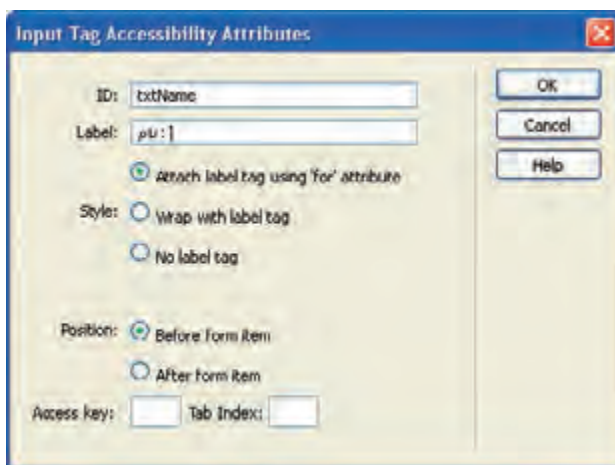 Input Tag Accessibility Attributes
ID: txtName
Label:
Attach label tag using 'for' attribute
Style: Wrap with label tag
No label tag
Position: Before form item
After form item
Access key: Tab Index:
OK
Cancel
Help